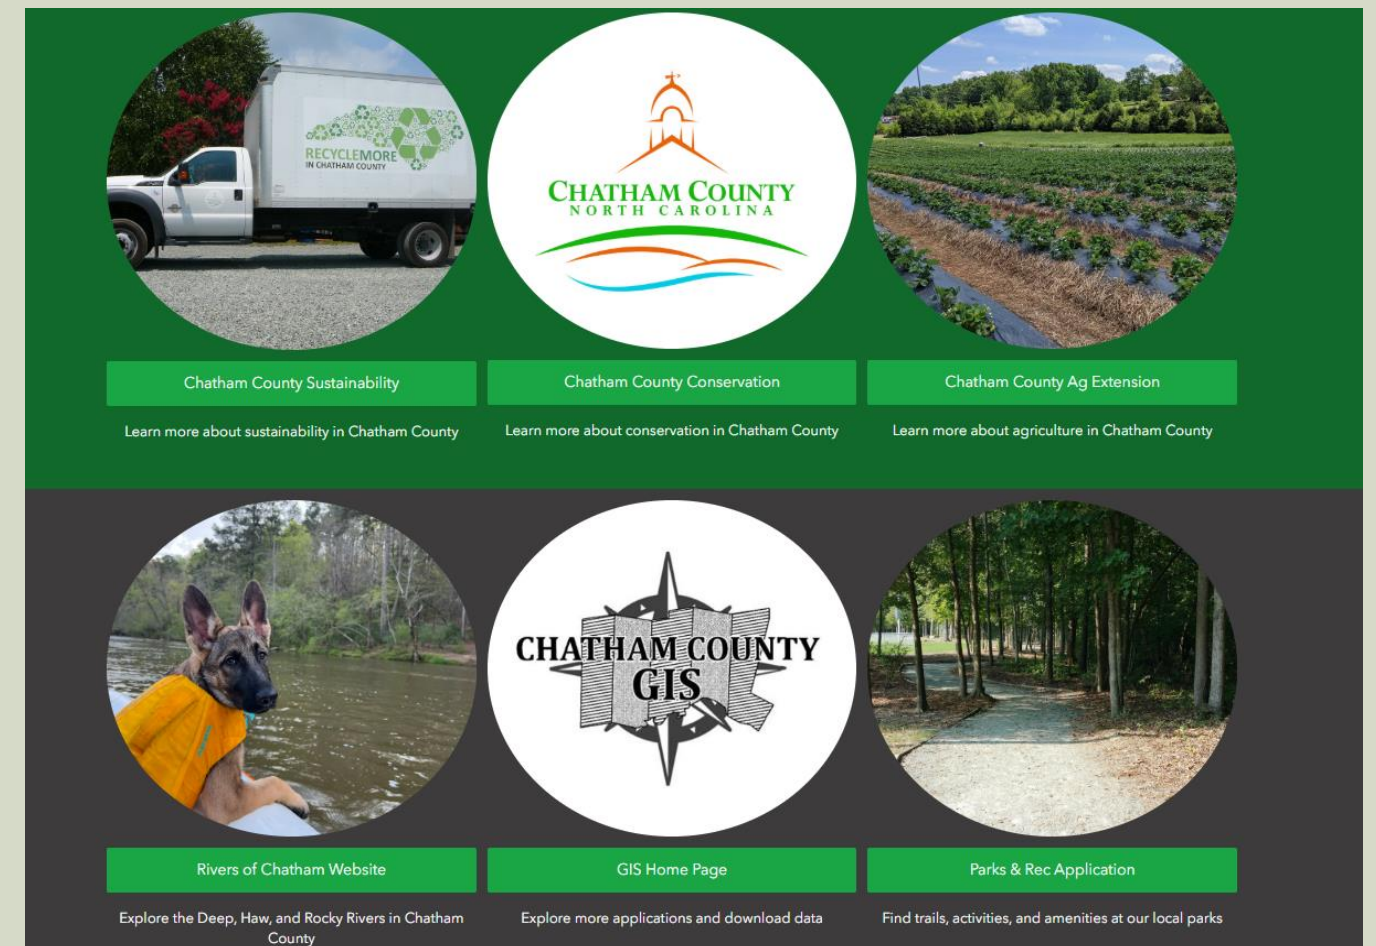 RECYCLEMORE
IN CHATHAM COUNTY
CHATHAM COUNTY
NORTH CAROLINA
Chatham County Sustainability
Chatham County Conservation
Chatham County Ag Extension
Learn more about sustainability in Chatham County
Learn more about conservation in Chatham County
Learn more about agriculture in Chatham County
CHATHAM COUNTY
GIS
Rivers of Chatham Website
GIS Home Page
Parks & Rec Application
Explore the Deep, Haw, and Rocky Rivers in Chatham
County
Explore more applications and download data
Find trails, activities, and amenities at our local parks